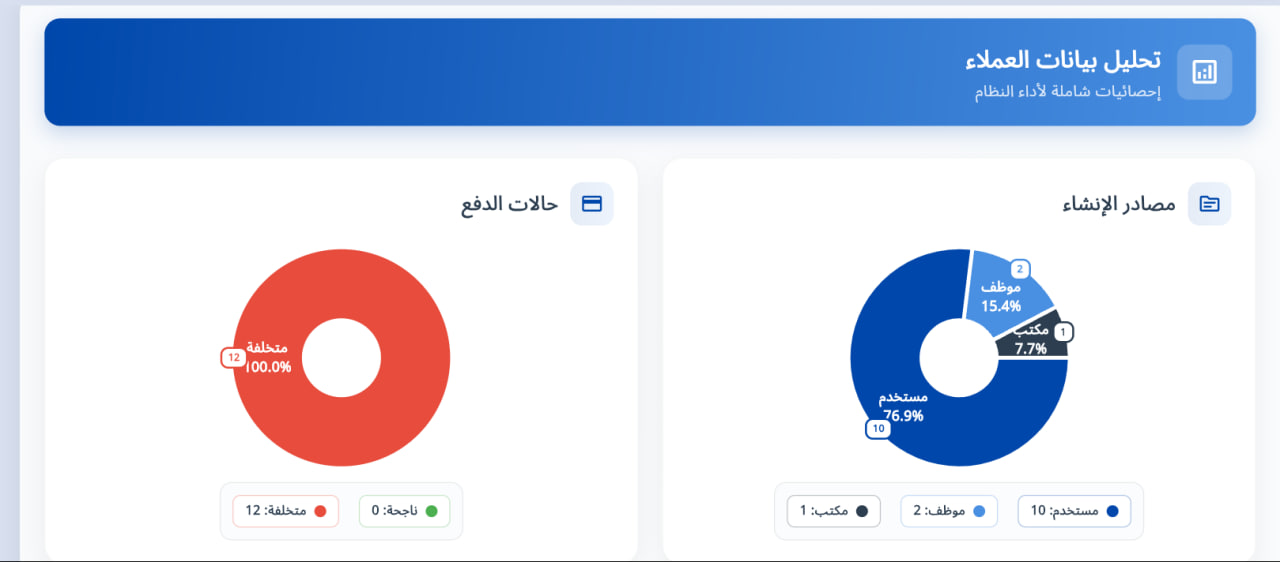 تحليل بيانات العملاء
إحصائيات شاملة لأداء النظام
مصادر الإنشاء
2
موظف
15.4%
1
مكتب
7.7%
مستخدم
76.9%
10
مستخدم: 10
موظف: 2
مكتب: 1
حالات الدفع
متخلفة
100.0%
12
ناجحة: 0
متخلفة: 12